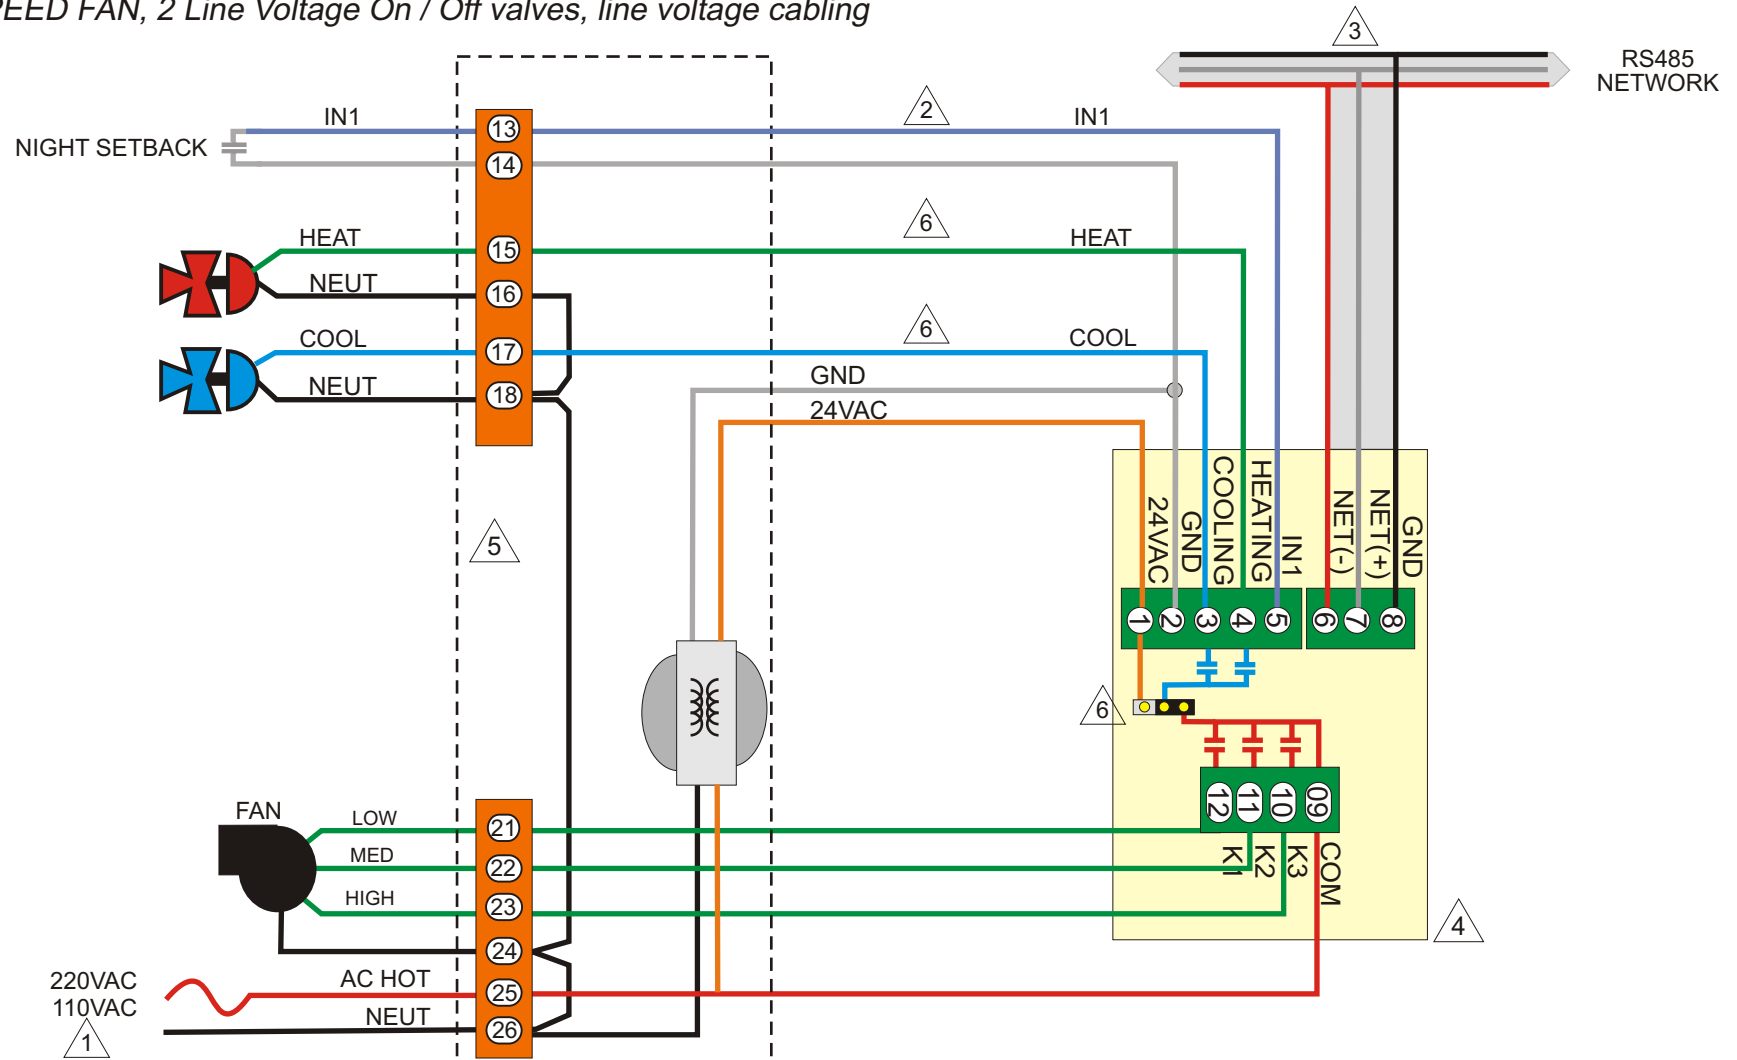 EED FAN, 2 Line Voltage On / Off valves, line voltage cabling
3
RS485
NETWORK
IN1
2
IN1
13
NIGHT SETBACK
14
6
HEAT
15
HEAT
NEUT
16
6
COOL
17
COOL
NEUT
18
GND
24VAC
5
24VAC
GND
COOLING
HEATING
IN1
NET(-)
NET(+)
GND
1
2
3
4
5
6
7
8
6
12
11
10
09
FAN
LOW
21
MED
22
K1
K2
K3
COM
HIGH
23
4
24
220VAC
110VAC
AC HOT
25
1
NEUT
26